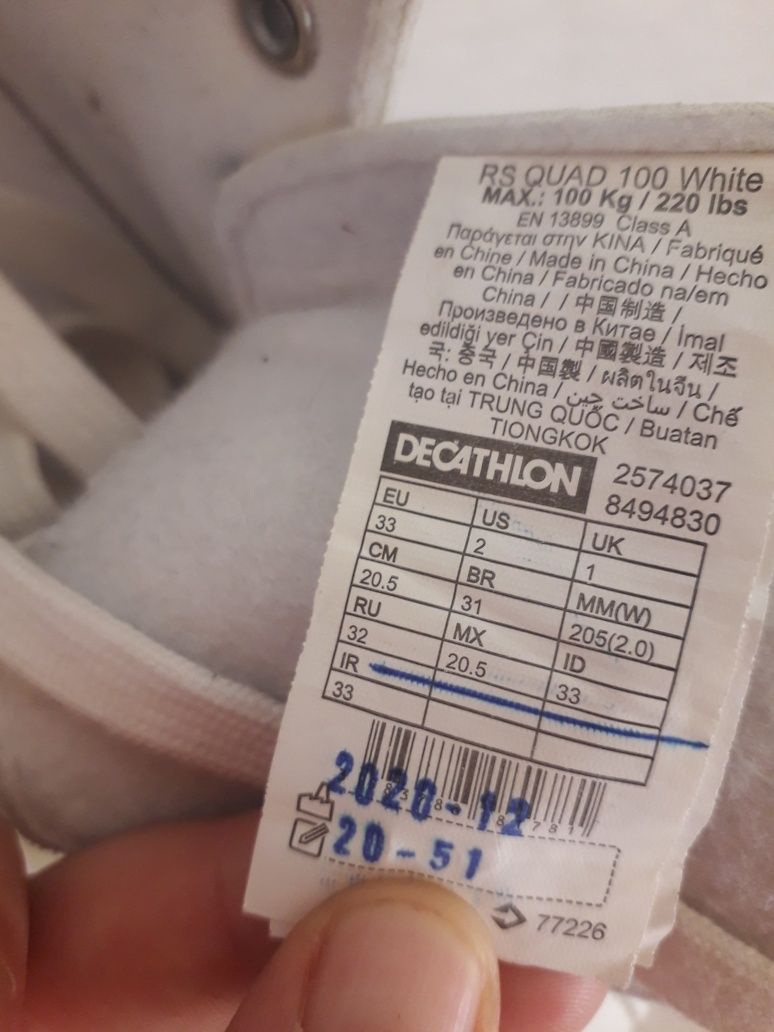 RS QUAD 100 White
MAX.: 100 Kg / 220 lbs
EN 13899 Class A
Παράγεται στην ΚΙΝΑ / Fabriqué
en Chine / Made in China / Hecho
en China / Fabricado na/em
China / / 中国制造 /
Произведено в Китае / İmal
edildiği yer Çin / 中國製造 / 제조
국: 중국 / 中国製 / ผลิตในจีน /
Hecho en China / ساخت چین / Chế
tạo tại TRUNG QUỐC / Buatan
TIONGKOK
DECATHLON 2574037
8494830
EU US UK
33 2 1
CM BR MM(W)
20.5 31 205(2.0)
RU MX ID
32 20.5 33
IR
33
2020-12
20-51
77226